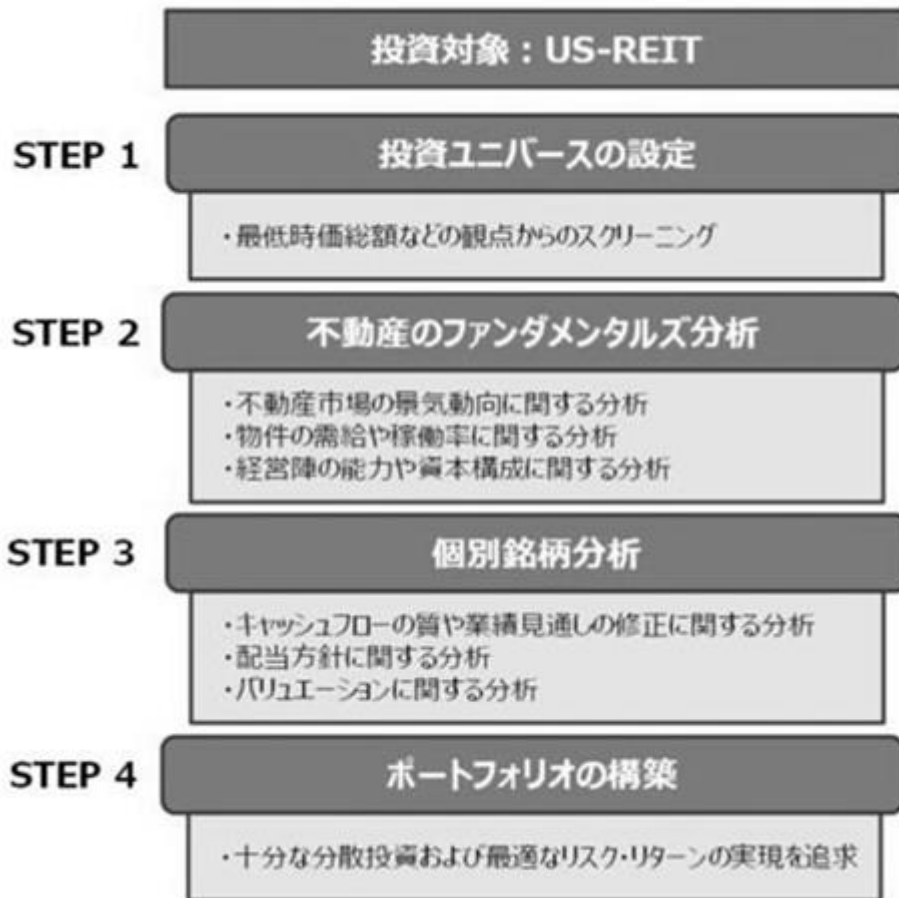 投資対象：US-REIT
STEP 1
投資ユニバースの設定
・最低時価総額などの観点からのスクリーニング
STEP 2
不動産のファンダメンタルズ分析
・不動産市場の景気動向に関する分析
・物件の需給や稼働率に関する分析
・経営陣の能力や資本構成に関する分析
STEP 3
個別銘柄分析
・キャッシュフローの質や業績見通しの修正に関する分析
・配当方針に関する分析
・バリュエーションに関する分析
STEP 4
ポートフォリオの構築
・十分な分散投資および最適なリスク・リターンの実現を追求